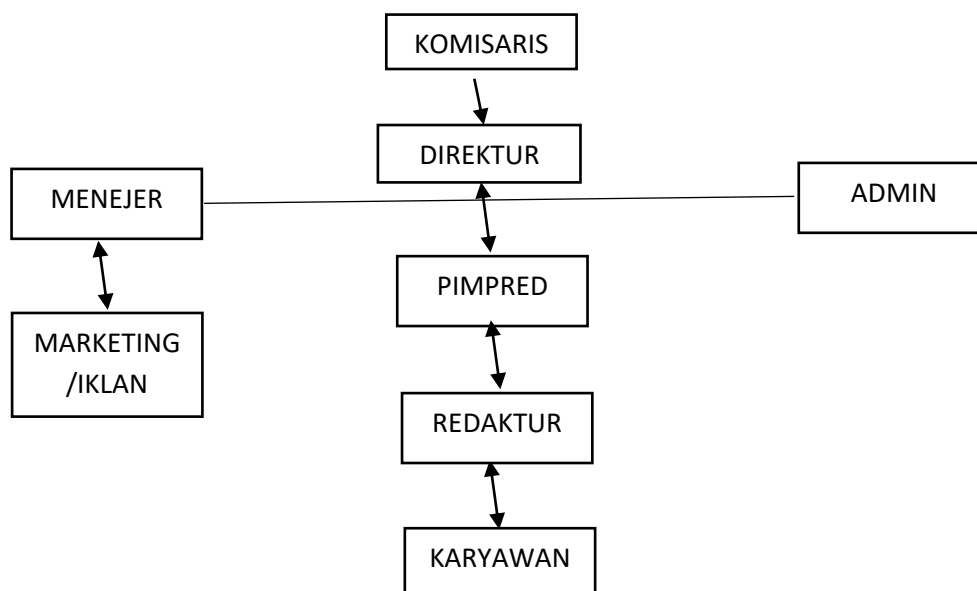 KOMISARIS
DIREKTUR
MENEJER
ADMIN
PIMPRED
MARKETING
/IKLAN
REDAKTUR
KARYAWAN